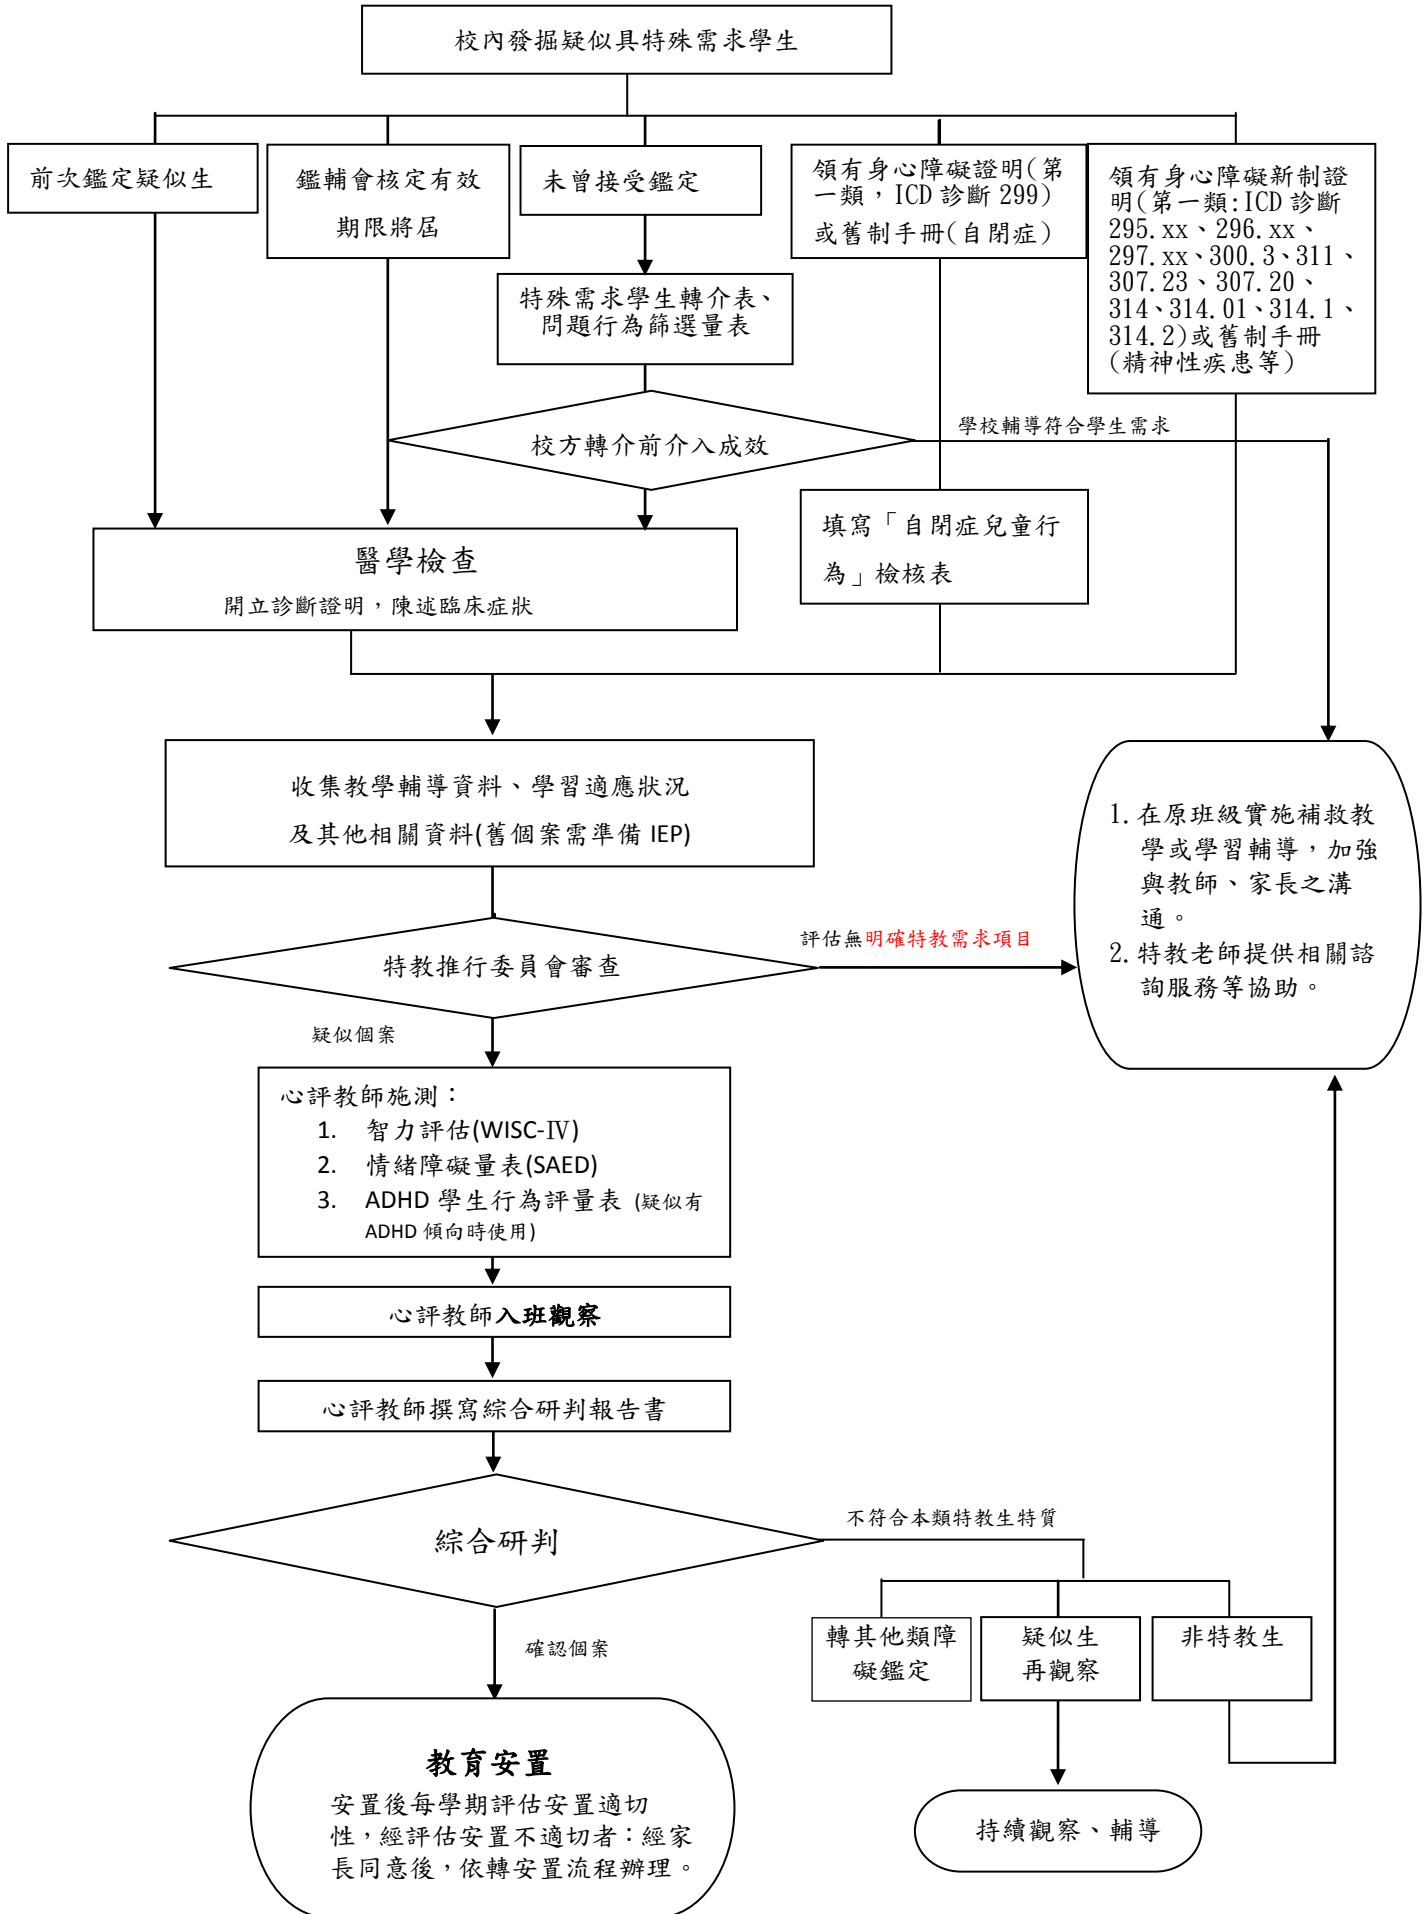 校內發掘疑似具特殊需求學生
前次鑑定疑似生
鑑輔會核定有效
期限將屆
未曾接受鑑定
領有身心障礙證明(第
一類，ICD 診斷 299)
或舊制手冊(自閉症)
領有身心障礙新制證
明(第一類:ICD 診斷
295.xx、296.xx、
297.xx、300.3、311、
307.23、307.20、
314、314.01、314.1、
314.2)或舊制手冊
(精神性疾患等)
特殊需求學生轉介表、
問題行為篩選量表
校方轉介前介入成效
學校輔導符合學生需求
填寫「自閉症兒童行
為」檢核表
醫學檢查
開立診斷證明，陳述臨床症狀
收集教學輔導資料、學習適應狀況
及其他相關資料(舊個案需準備 IEP)
1. 在原班級實施補救教
學或學習輔導，加強
與教師、家長之溝
通。
2. 特教老師提供相關諮
詢服務等協助。
特教推行委員會審查
評估無明確特教需求項目
疑似個案
心評教師施測：
1. 智力評估(WISC-Ⅳ)
2. 情緒障礙量表(SAED)
3. ADHD 學生行為評量表 (疑似有
ADHD 傾向時使用)
心評教師入班觀察
心評教師撰寫綜合研判報告書
綜合研判
不符合本類特教生特質
轉其他類障
礙鑑定
疑似生
再觀察
非特教生
確認個案
教育安置
安置後每學期評估安置適切
性，經評估安置不適切者：經家
長同意後，依轉安置流程辦理。
持續觀察、輔導